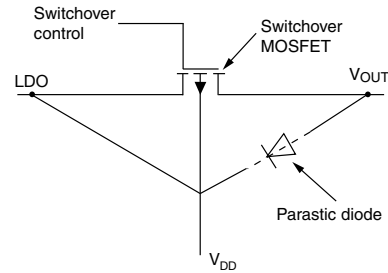 Switchover
control
Switchover
MOSFET
LDO
VOUT
Parastic diode
VDD